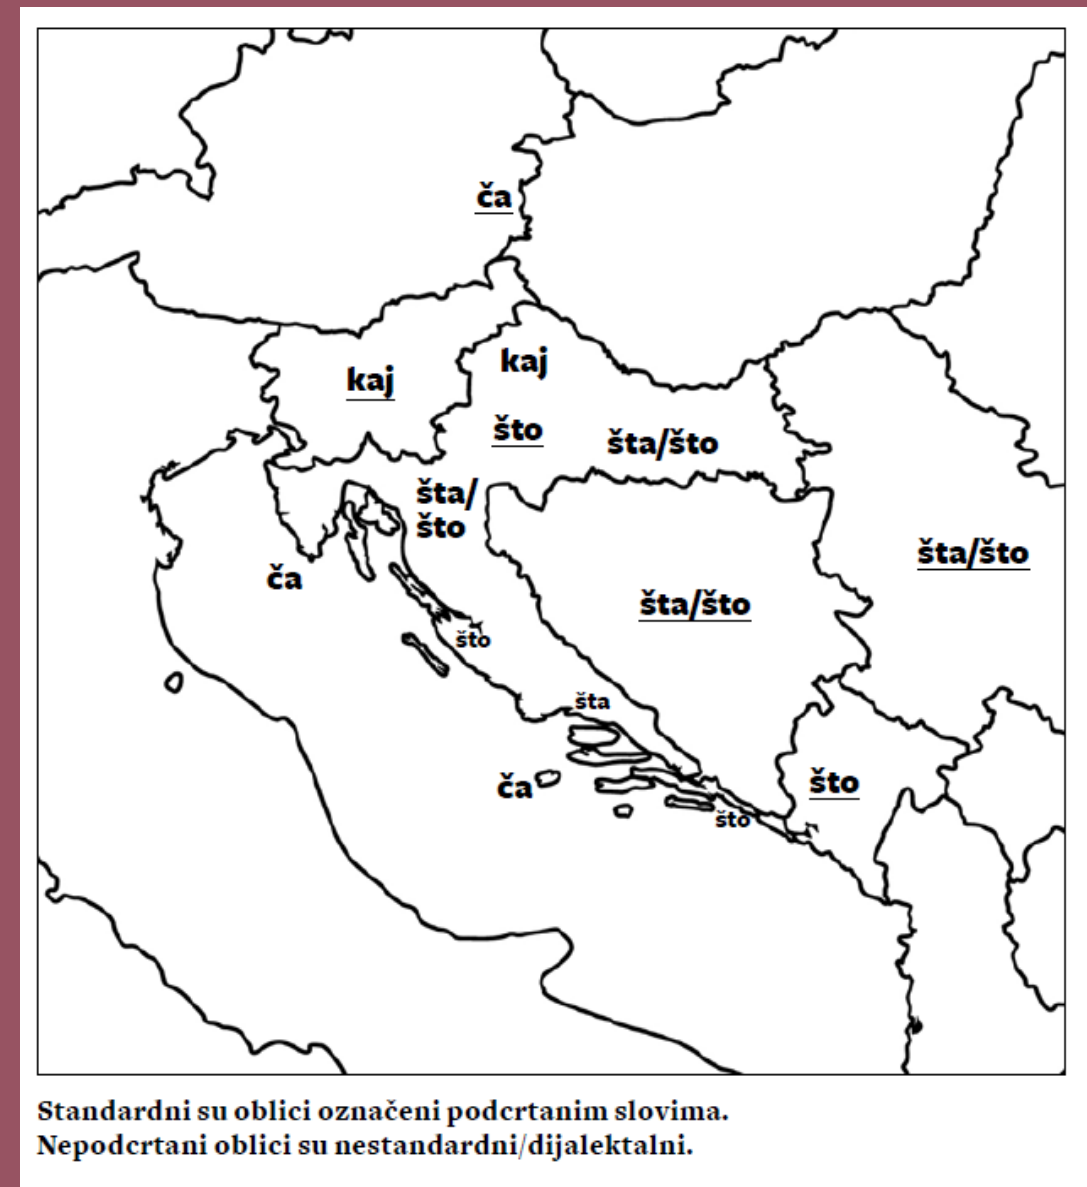 ča
kaj
kaj
što
šta/što
šta/
što
šta/što
ča
šta/što
što
šta
ča
što
što
Standardni su oblici označeni podcrtanim slovima.
Nepodcrtani oblici su nestandardni/dijalektalni.